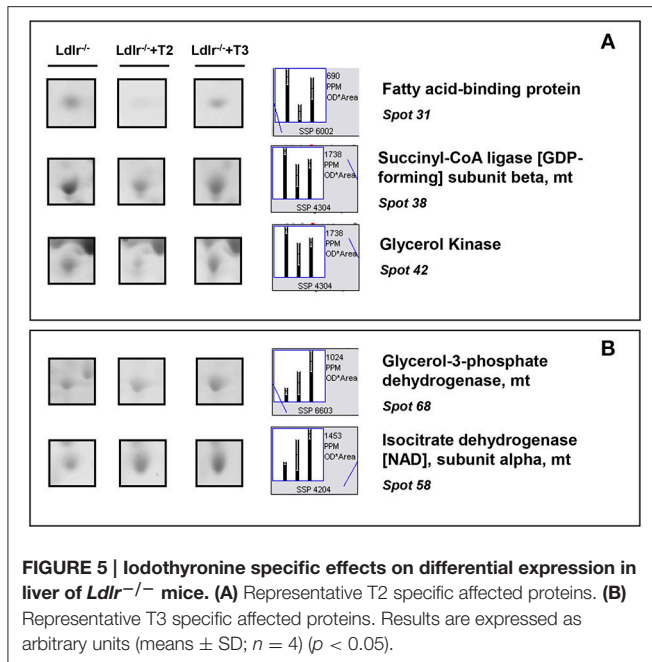 Ldlr-/- Ldlr-/-+T2 Ldlr-/-+T3 A
690
PPM
OD*Area
SSP 6002
Fatty acid-binding protein
Spot 31
1738
PPM
OD*Area
SSP 4304
Succinyl-CoA ligase [GDP-
forming] subunit beta, mt
Spot 38
1738
PPM
OD*Area
SSP 4304
Glycerol Kinase
Spot 42
B
1024
PPM
OD*Area
SSP 6603
Glycerol-3-phosphate
dehydrogenase, mt
Spot 68
1453
PPM
OD*Area
SSP 4204
Isocitrate dehydrogenase
[NAD], subunit alpha, mt
Spot 58
FIGURE 5 | Iodothyronine specific effects on differential expression in
liver of Ldlr−/− mice. (A) Representative T2 specific affected proteins. (B)
Representative T3 specific affected proteins. Results are expressed as
arbitrary units (means ± SD; n = 4) (p < 0.05).